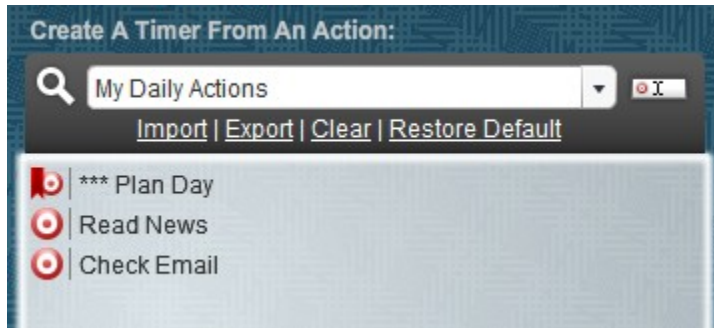 Create A Timer From An Action:
My Daily Actions
Import | Export | Clear | Restore Default
*** Plan Day
Read News
Check Email